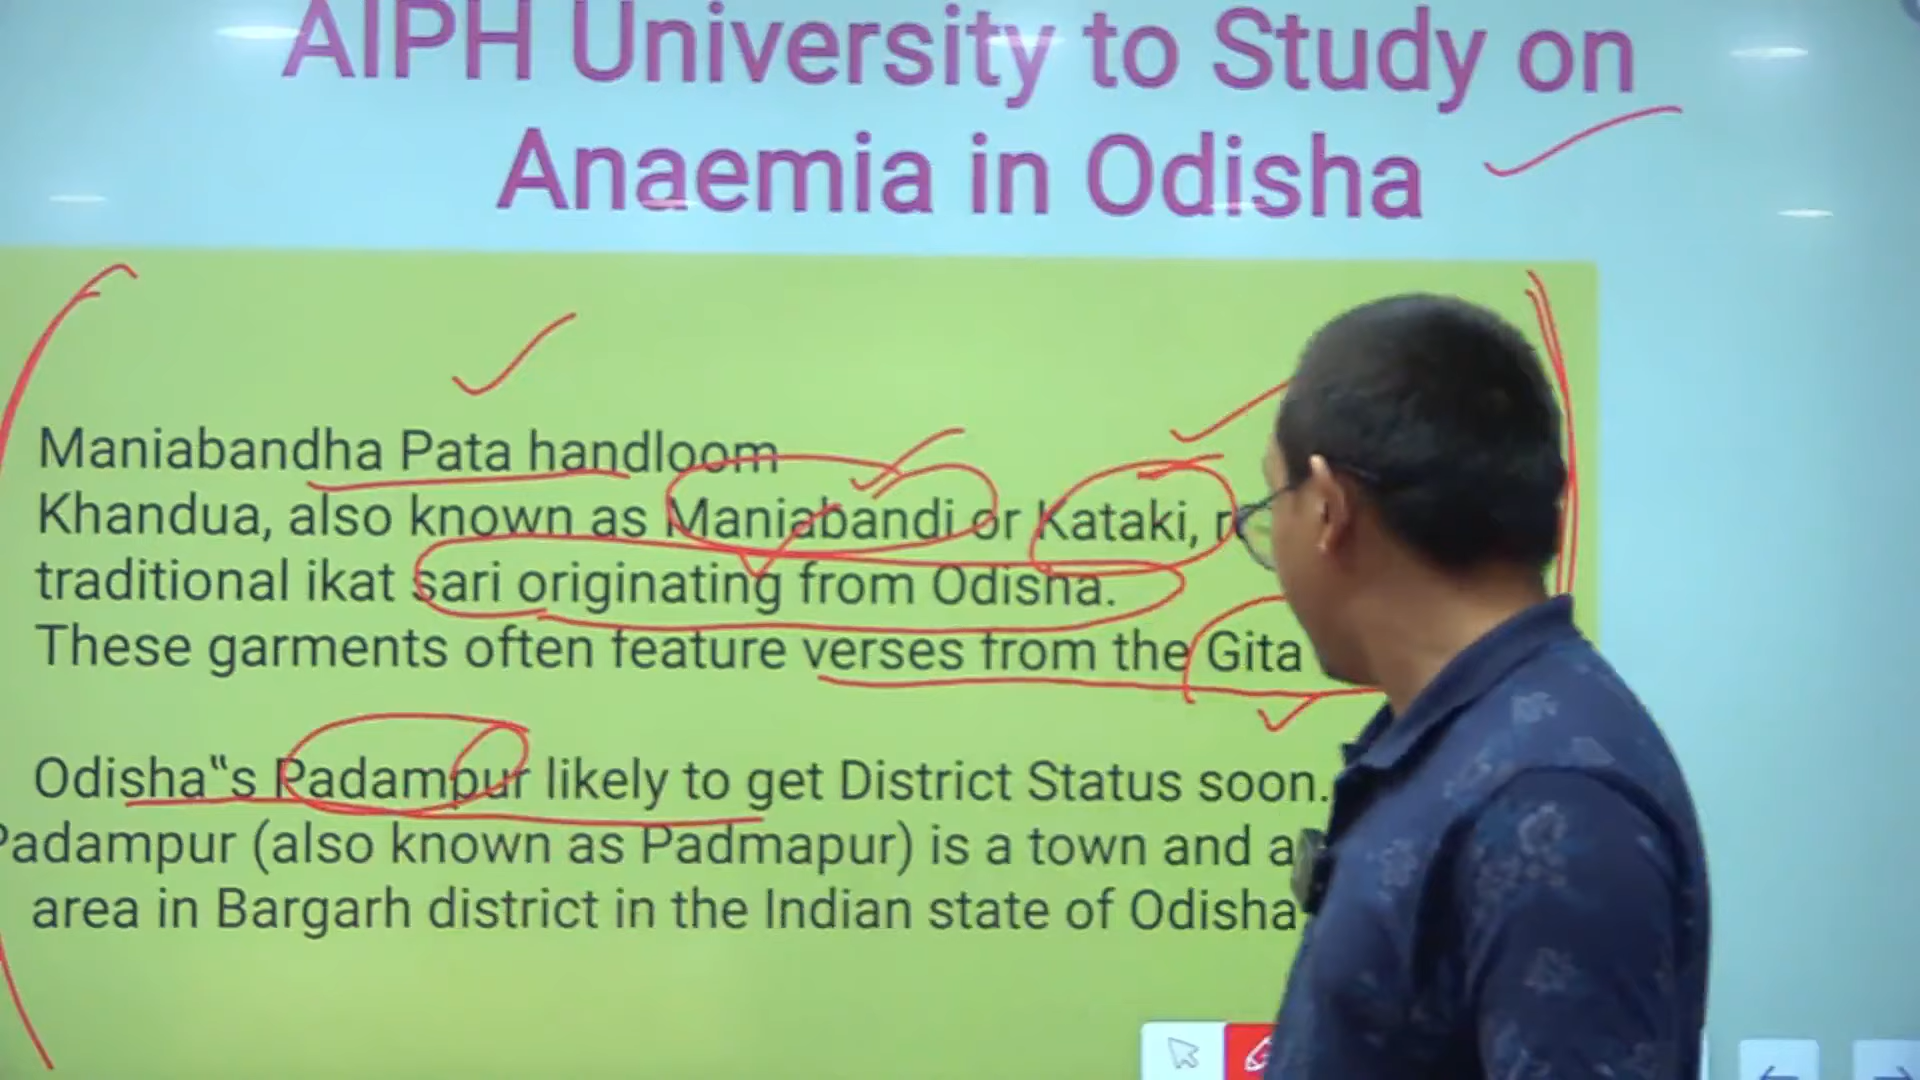 AIPH University to Study on
Anaemia in Odisha
Maniabandha Pata handloom
Khandua, also known as Maniabandi or Kataki,
traditional ikat sari originating from Odisha.
These garments often feature verses from the Gita
Odisha‟s Padampur likely to get District Status soon.
Padampur (also known as Padmapur) is a town and a
area in Bargarh district in the Indian state of Odisha